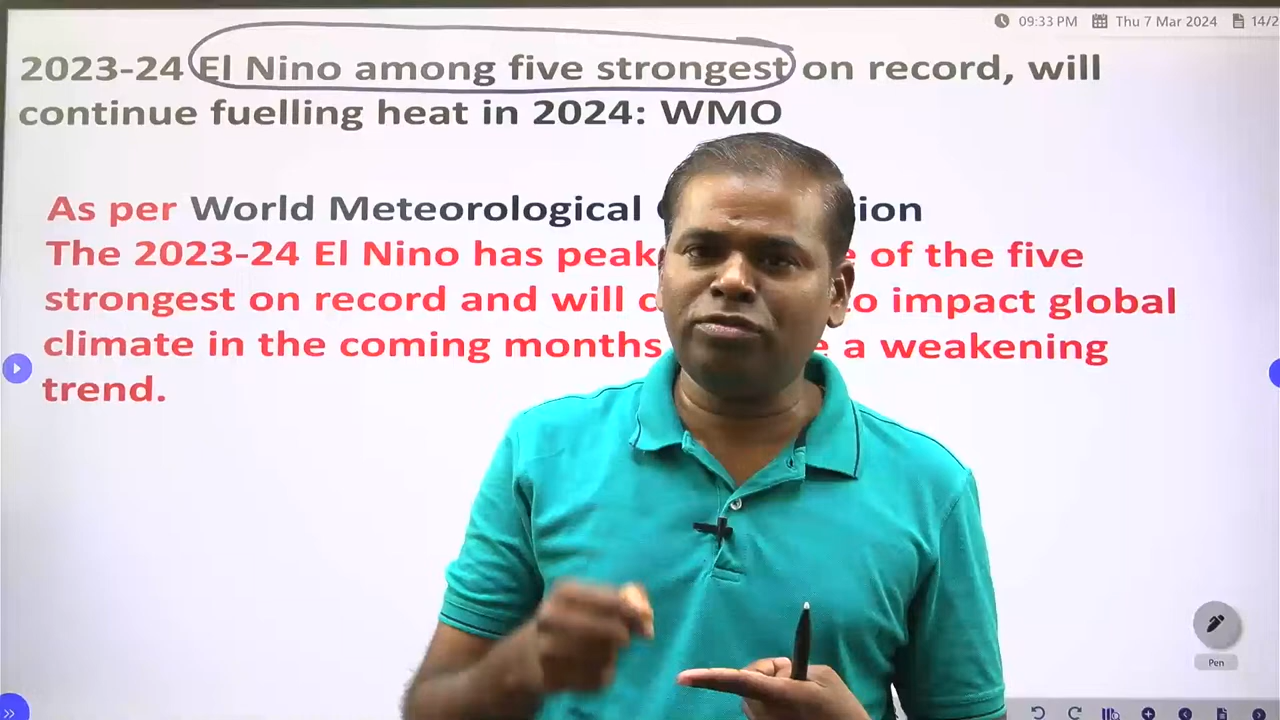 09:33 PM Thu 7 Mar 2024 14/2
2023-24 El Nino among five strongest on record, will
continue fuelling heat in 2024: WMO
As per World Meteorological
The 2023-24 El Nino has of the five
strongest on record and will to impact global
climate in the coming months a weakening
trend.
Pen